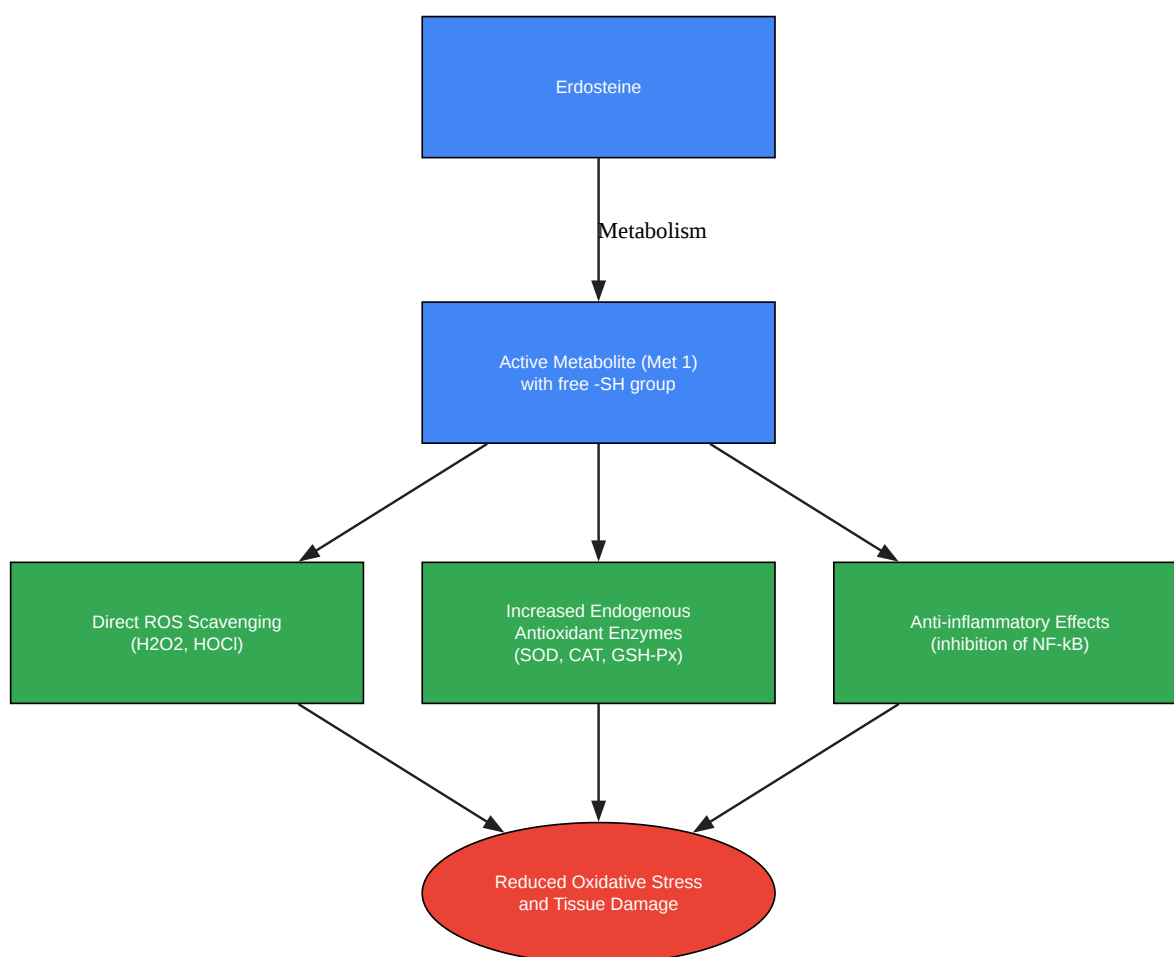 Erdosteine
Metabolism
Active Metabolite (Met 1)
with free -SH group
Direct ROS Scavenging
(H2O2, HOCl)
Increased Endogenous
Antioxidant Enzymes
(SOD, CAT, GSH-Px)
Anti-inflammatory Effects
(inhibition of NF-kB)
Reduced Oxidative Stress
and Tissue Damage